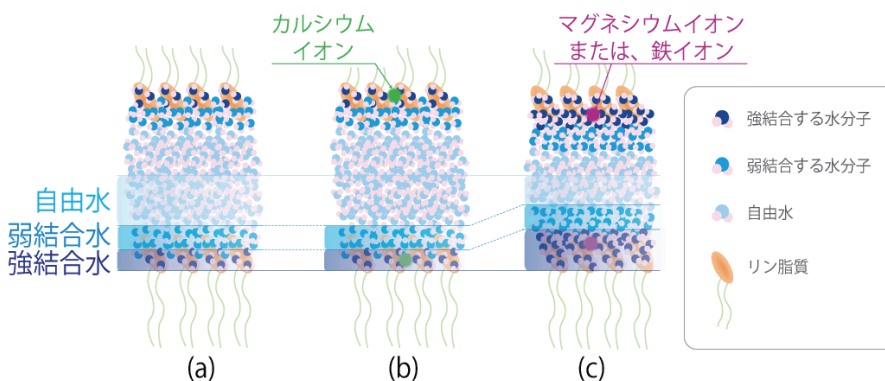 カルシウム
イオン
マグネシウムイオン
または、鉄イオン
自由水
弱結合水
強結合水
強結合する水分子
弱結合する水分子
自由水
リン脂質
(a)
(b)
(c)